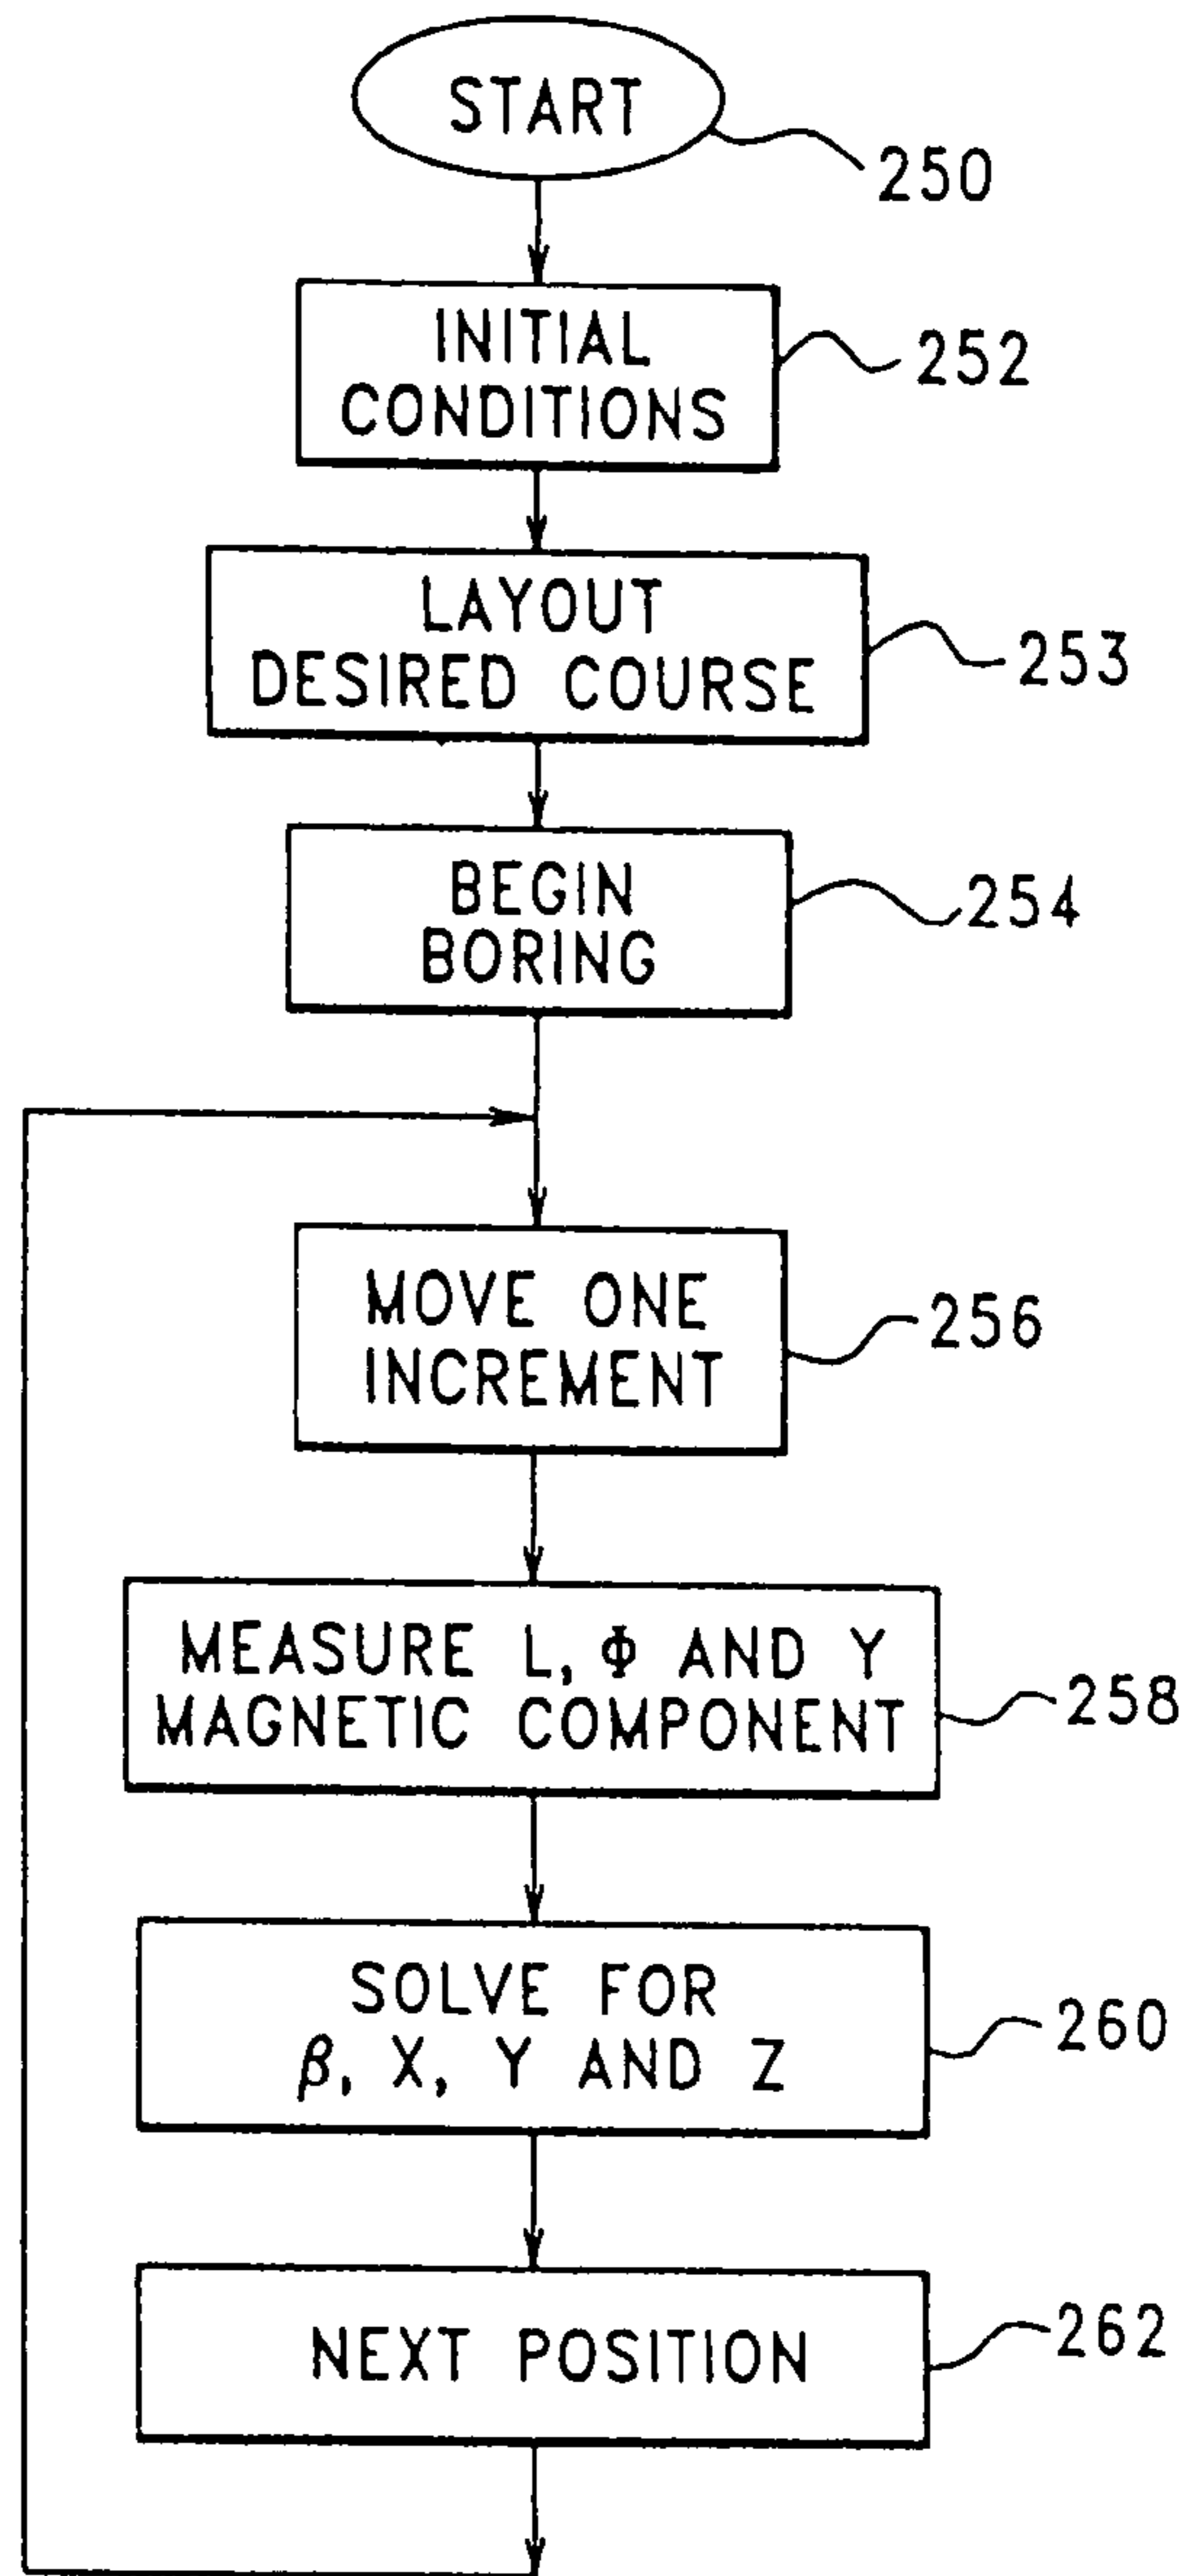 START
250
INITIAL
CONDITIONS
252
LAYOUT
DESIRED COURSE
253
BEGIN
BORING
254
MOVE ONE
INCREMENT
256
MEASURE L, Φ AND Y
MAGNETIC COMPONENT
258
SOLVE FOR
β, X, Y AND Z
260
NEXT POSITION
262